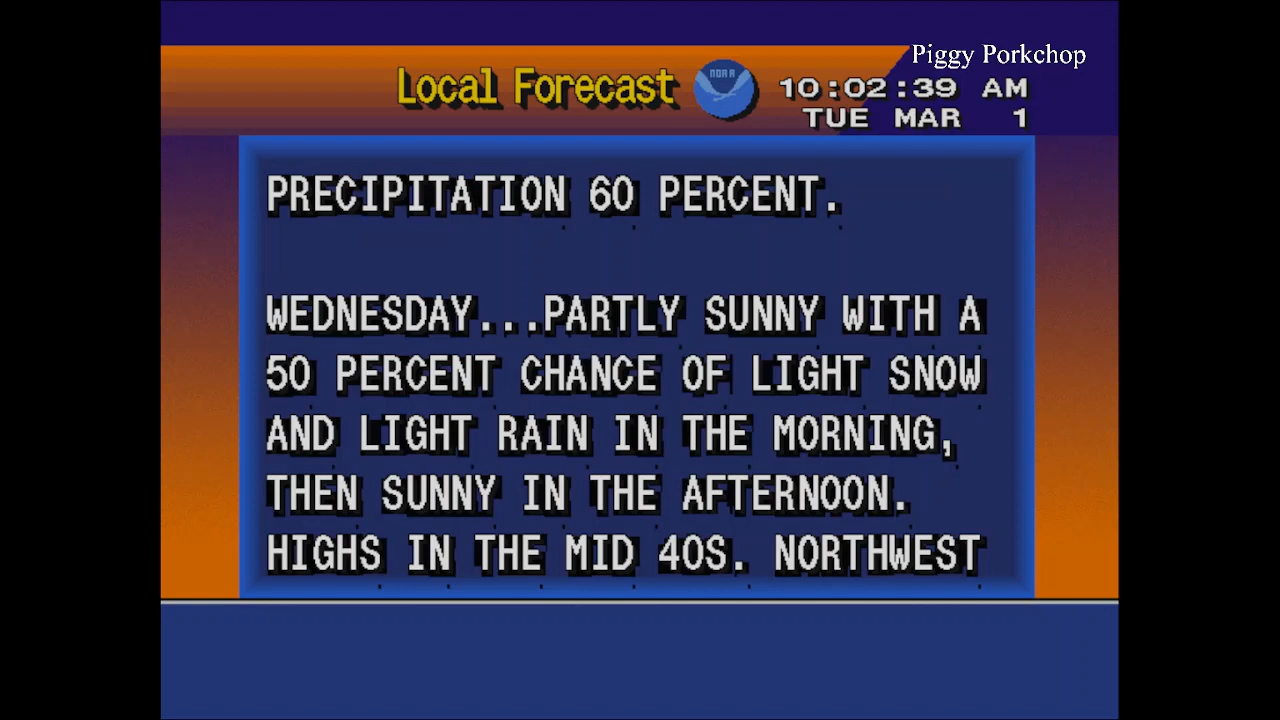 Piggy Porkchop
Local Forecast
NOAA
10:02:39 AM
TUE MAR 1
PRECIPITATION 60 PERCENT.
WEDNESDAY...PARTLY SUNNY WITH A
50 PERCENT CHANCE OF LIGHT SNOW
AND LIGHT RAIN IN THE MORNING,
THEN SUNNY IN THE AFTERNOON.
HIGHS IN THE MID 40S. NORTHWEST